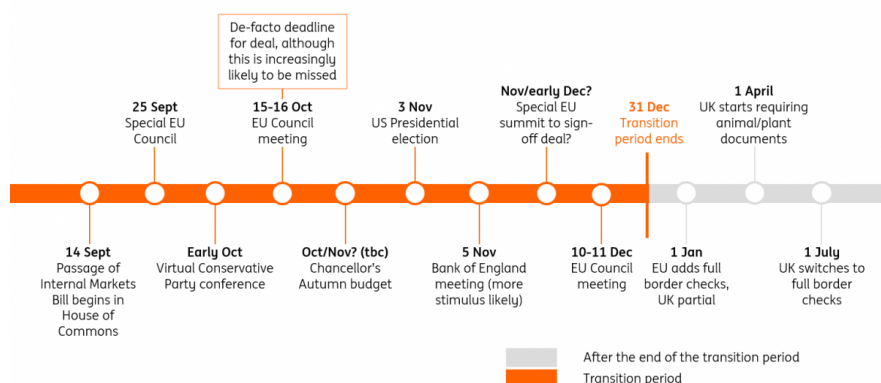 De-facto deadline
for deal, although
this is increasingly
likely to be missed
25 Sept
Special EU
Council
15-16 Oct
EU Council
meeting
3 Nov
US Presidential
election
Nov/early Dec?
Special EU
summit to sign-
off deal?
31 Dec
Transition
period ends
1 April
UK starts requiring
animal/plant
documents
14 Sept
Passage of
Internal Markets
Bill begins in
House of
Commons
Early Oct
Virtual Conservative
Party conference
Oct/Nov? (tbc)
Chancellor's
Autumn budget
5 Nov
Bank of England
meeting (more
stimulus likely)
10-11 Dec
EU Council
meeting
1 Jan
EU adds full
border checks,
UK partial
1 July
UK switches to
full border
checks
After the end of the transition period
Transition period